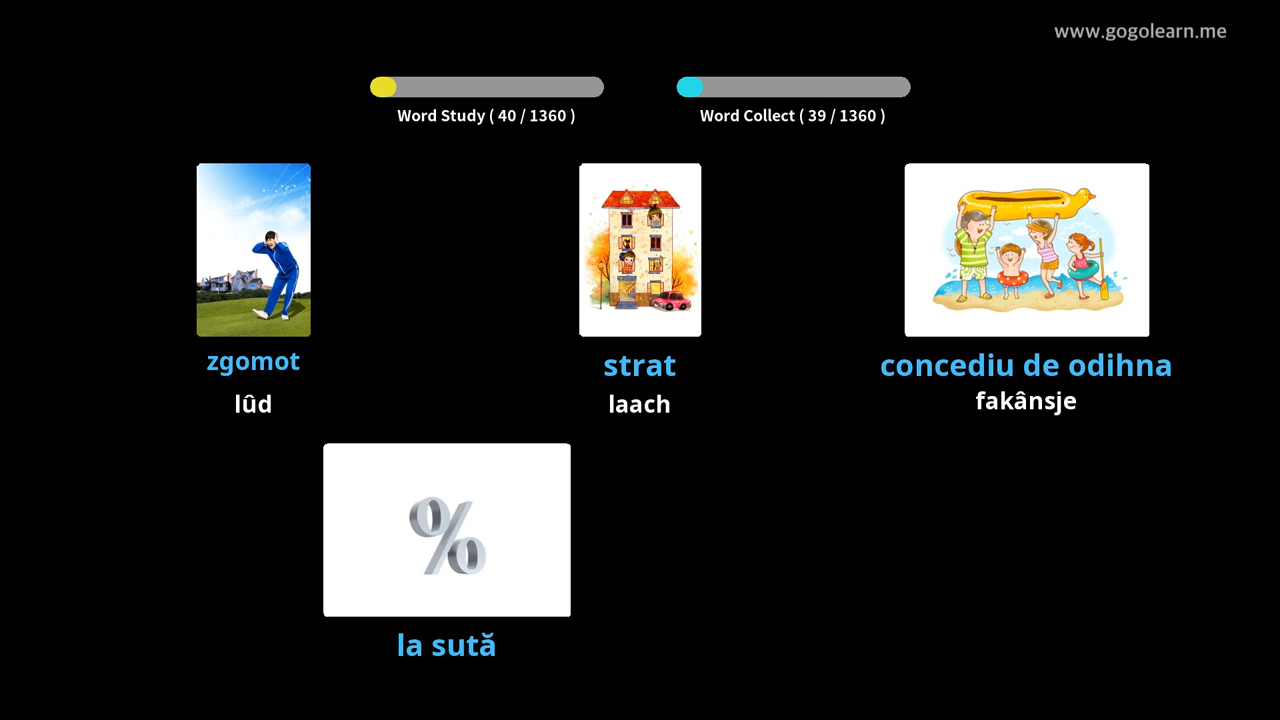 www.gogolearn.me
Word Study ( 40 / 1360 )
Word Collect ( 39 / 1360 )
zgomot
lûd
strat
laach
concediu de odihna
fakânsje
%
la sută